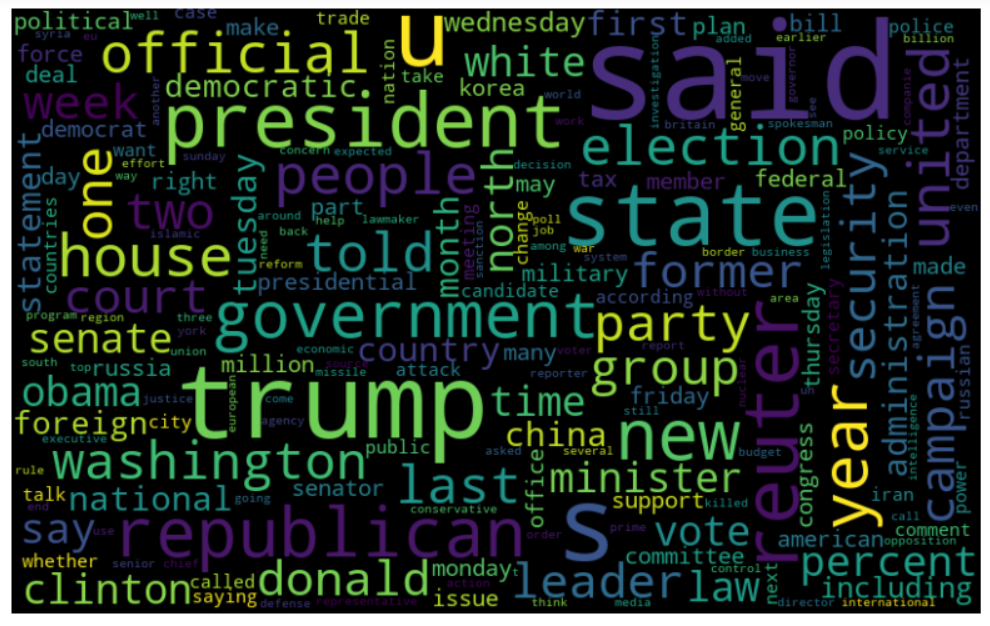 political
well
case
make
trade
wednesday
first
plan
bill
police
syria
eu
force
official
u
nation
white
said
added
earlier
billion
deal
democratic
take
korea
world
investigation
general
move
governor
see
companie
united
department
week
another
president
work
britain
spokesman
policy
democrat
want
sunday
concern
expected
decision
election
service
statement
day
effort
way
right
one
tuesday
people
north
may
tax
member
federal
security
even
two
islamic
around
part
help
lawmaker
month
meeting
sanction
change
poll
job
state
legislation
administration
countries
house
need
back
told
among
war
border
business
reform
military
system
former
made
court
presidential
candidate
according
without
area
secretary
agreement
campaign
program
region
three
york
government
party
reuter
thursday
russian
senate
union
economic
country
many
voter
report
south
top
russia
million
source
missile
attack
reporter
group
nuclear
un
obama
justice
trump
european
come
agency
time
still
friday
year
intelligence
foreign
city
executive
public
asked
china
several
new
budget
congress
power
rule
washington
office
minister
talk
national
going
senator
last
conservative
support
killed
iran
call
end
say
use
republican
order
s
prime
vote
american
opposition
comment
whether
senior
chief
committee
control
next
percent
clinton
called
saying
donald
monday
t
action
issue
leader
law
including
defense
representative
think
media
director
international